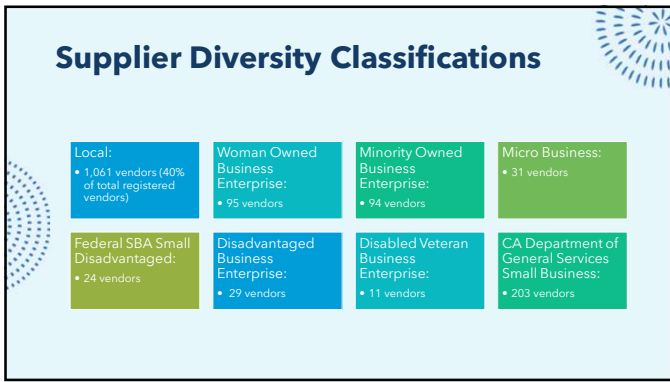 Supplier Diversity Classifications
Local:
• 1,061 vendors (40%
of total registered
vendors)
Woman Owned
Business
Enterprise:
• 95 vendors
Minority Owned
Business
Enterprise:
• 94 vendors
Micro Business:
• 31 vendors
Federal SBA Small
Disadvantaged:
• 24 vendors
Disadvantaged
Business
Enterprise:
• 29 vendors
Disabled Veteran
Business
Enterprise:
• 11 vendors
CA Department of
General Services
Small Business:
• 203 vendors